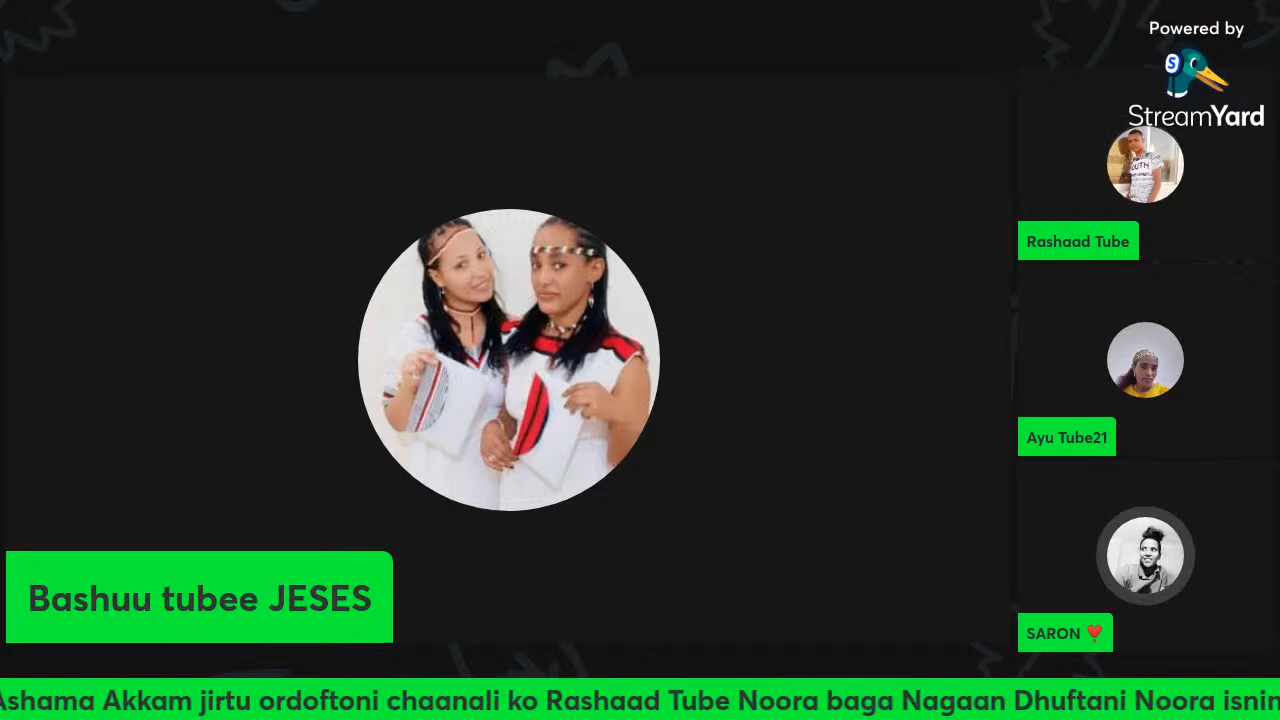 Powered by
StreamYard
Rashaad Tube
Ayu Tube21
Bashuu tubee JESES
SARON ❣️
Ashama Akkam jirtu ordoftoni chaanali ko Rashaad Tube Noora baga Nagaan Dhuftani Noora